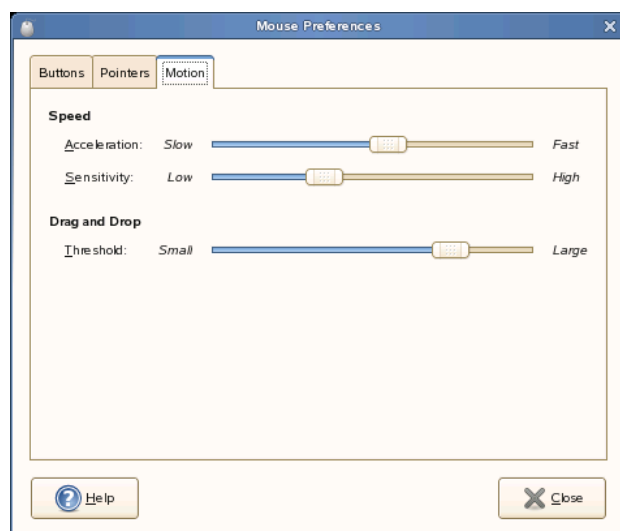 Mouse Preferences
Buttons Pointers Motion
Speed
Acceleration: Slow Fast
Sensitivity: Low High
Drag and Drop
Threshold: Small Large
Help Close